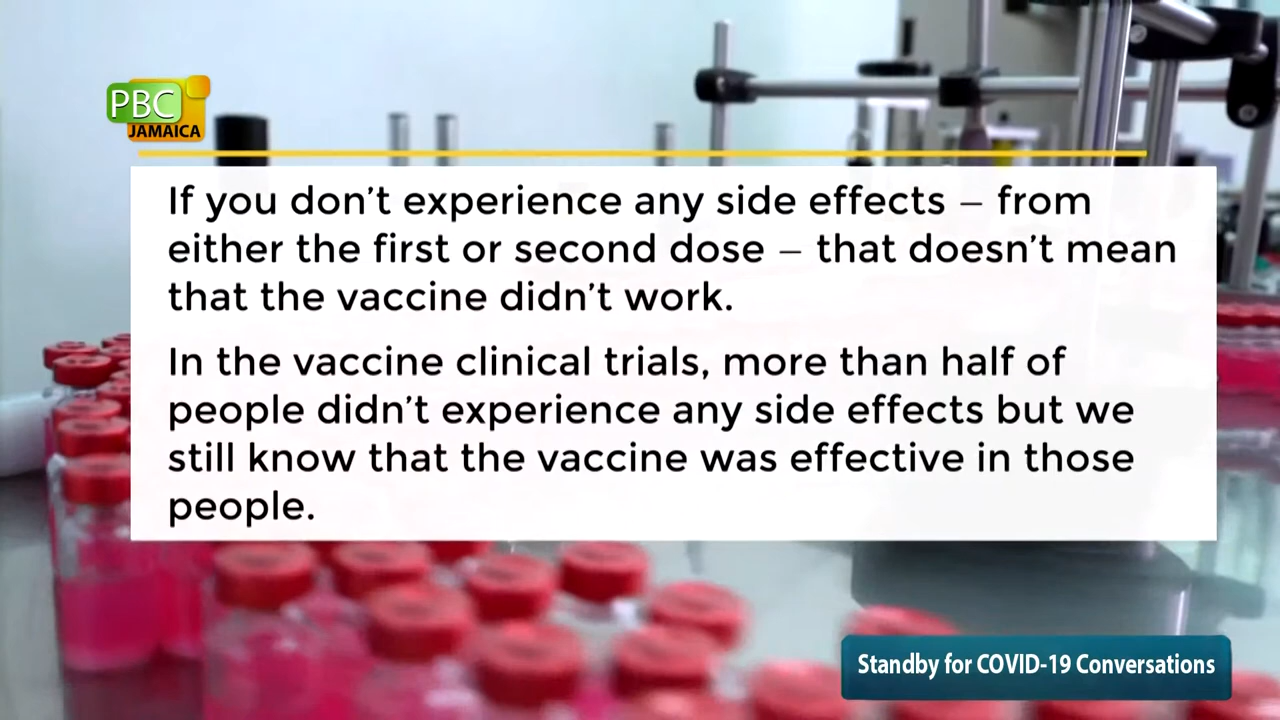 PBC
JAMAICA
If you don’t experience any side effects – from
either the first or second dose – that doesn’t mean
that the vaccine didn’t work.
In the vaccine clinical trials, more than half of
people didn’t experience any side effects but we
still know that the vaccine was effective in those
people.
Standby for COVID-19 Conversations